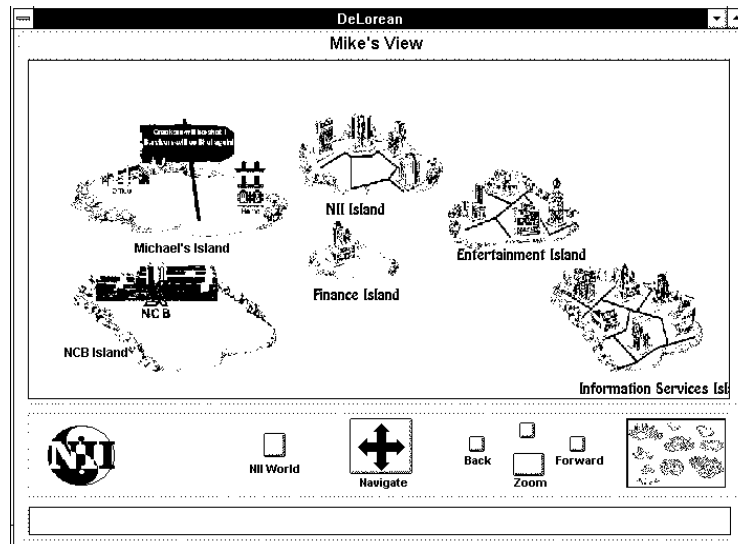 DeLorean
Mike's View
NII Island
Michael's Island
Entertainment Island
Finance Island
NCB
NCB Island
Information Services Isl
NII
NII World
Navigate
Back
Forward
Zoom